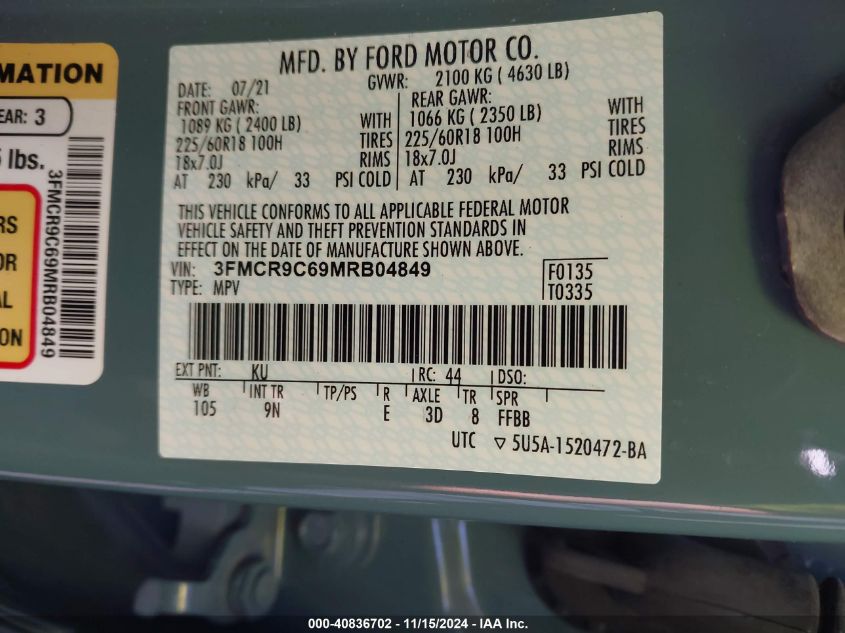 MATION
EAR: 3
5 lbs.
RS
OR
AL
ON
3FMCR9C69MRB04849
MFD. BY FORD MOTOR CO.
DATE: 07/21 GVWR: 2100 KG ( 4630 LB)
FRONT GAWR: REAR GAWR:
1089 KG ( 2400 LB) WITH 1066 KG ( 2350 LB) WITH
225/60R18 100H TIRES 225/60R18 100H TIRES
18x7.0J RIMS 18x7.0J RIMS
AT 230 kPa/ 33 PSI COLD AT 230 kPa/ 33 PSI COLD
THIS VEHICLE CONFORMS TO ALL APPLICABLE FEDERAL MOTOR
VEHICLE SAFETY AND THEFT PREVENTION STANDARDS IN
EFFECT ON THE DATE OF MANUFACTURE SHOWN ABOVE.
VIN: 3FMCR9C69MRB04849 F0135
TYPE: MPV T0335
EXT PNT: KU RC: 44 DSO:
WB INT TR TP/PS R AXLE TR SPR
105 9N E 3D 8 FFBB
UTC ▽ 5U5A-1520472-BA
000-40836702 - 11/15/2024 - IAA Inc.